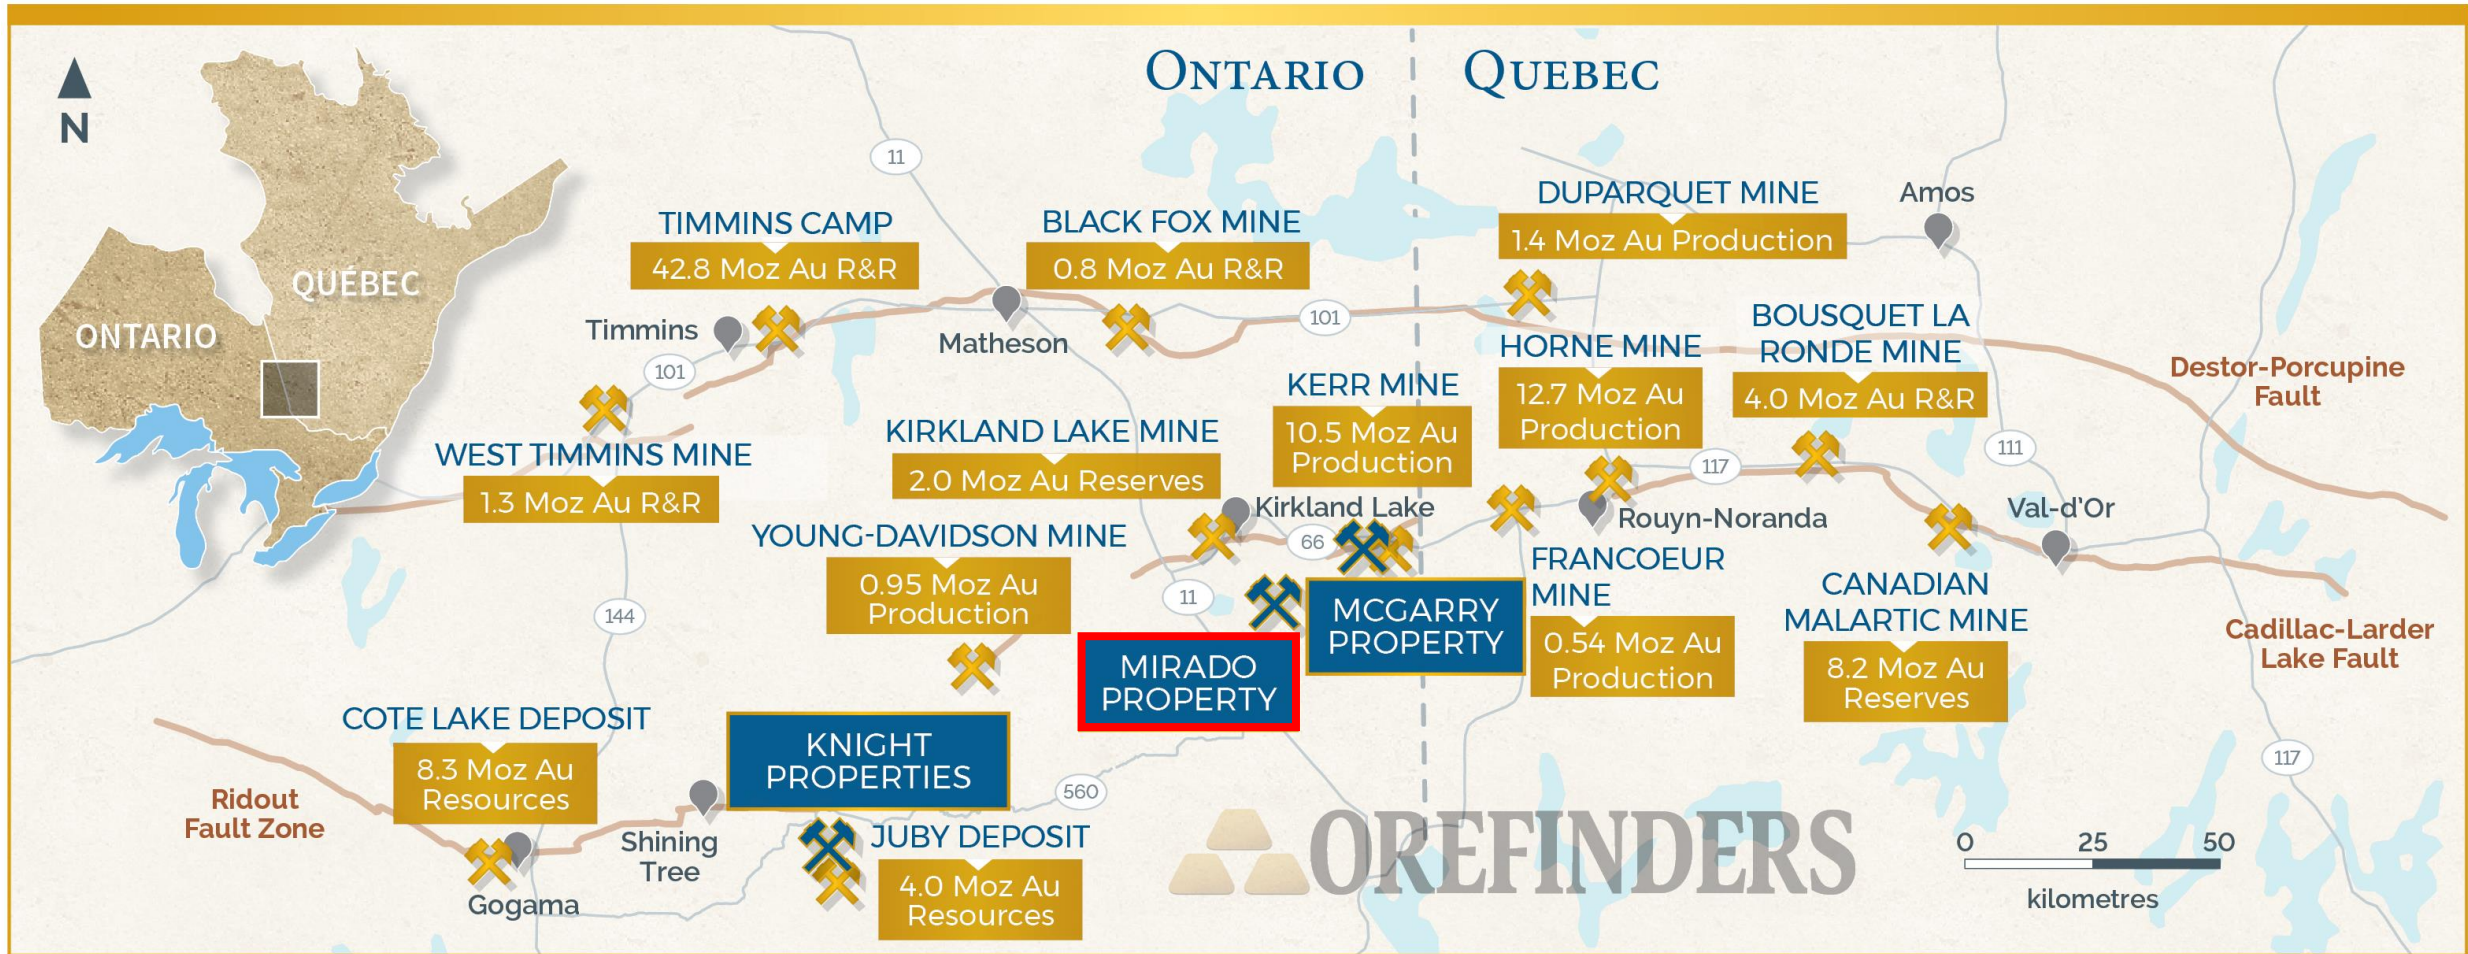 ONTARIO
QUEBEC
N
QUÉBEC
ONTARIO
11
TIMMINS CAMP
42.8 Moz Au R&R
BLACK FOX MINE
0.8 Moz Au R&R
DUPARQUET MINE
1.4 Moz Au Production
Amos
Timmins
101
Matheson
101
HORNE MINE
12.7 Moz Au
Production
BOUSQUET LA
RONDE MINE
4.0 Moz Au R&R
Destor-Porcupine
Fault
WEST TIMMINS MINE
1.3 Moz Au R&R
KIRKLAND LAKE MINE
2.0 Moz Au Reserves
KERR MINE
10.5 Moz Au
Production
117
111
Kirkland Lake
Rouyn-Noranda
Val-d'Or
YOUNG-DAVIDSON MINE
0.95 Moz Au
Production
66
11
144
MCGARRY
PROPERTY
FRANCOEUR
MINE
0.54 Moz Au
Production
CANADIAN
MALARTIC MINE
8.2 Moz Au
Reserves
Cadillac-Larder
Lake Fault
MIRADO
PROPERTY
COTE LAKE DEPOSIT
8.3 Moz Au
Resources
KNIGHT
PROPERTIES
560
117
Ridout
Fault Zone
Shining
Tree
Gogama
JUBY DEPOSIT
4.0 Moz Au
Resources
OREFINDERS
0 25 50
kilometres